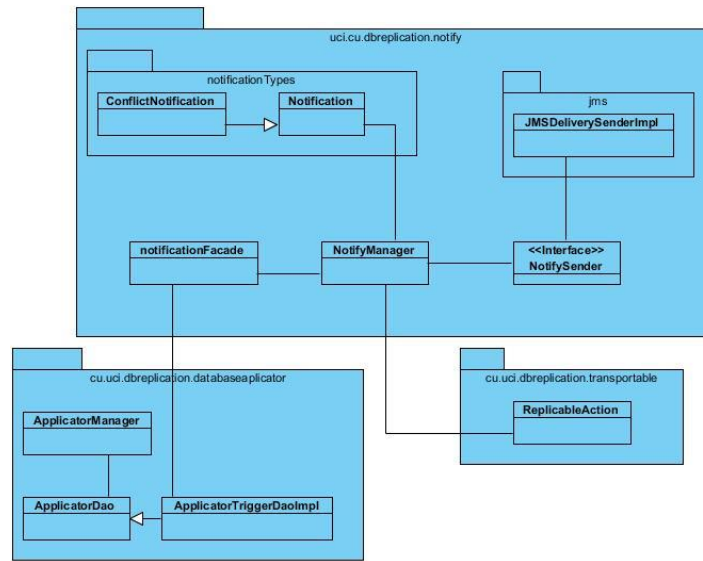 uci.cu.dbreplication.notify
notificationTypes
ConflictNotification
Notification
jms
JMSDeliverySenderImpl
notificationFacade
NotifyManager
<<Interface>>
NotifySender
cu.uci.dbreplication.databaseaplicator
ApplicatorManager
ApplicatorDao
ApplicatorTriggerDaoImpl
cu.uci.dbreplication.transportable
ReplicableAction